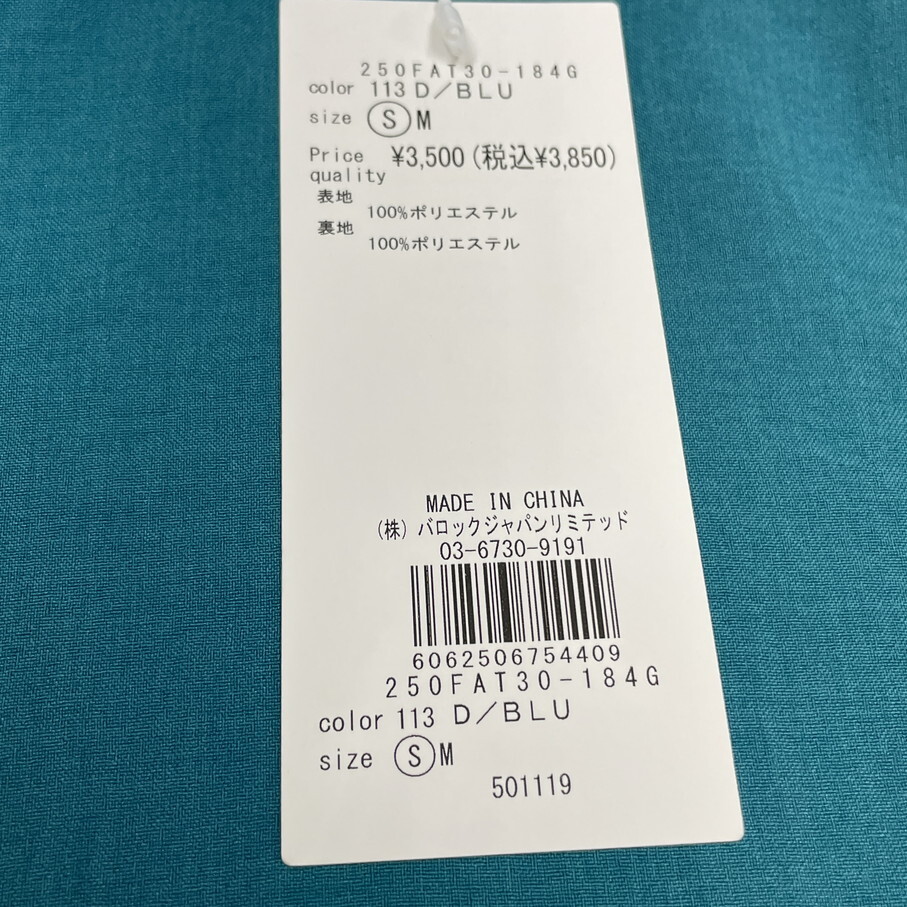 250FAT30-184G
color 113 D/BLU
size Ⓢ M
Price ¥3,500 (税込¥3,850)
quality
表地
100%ポリエステル
裏地
100%ポリエステル
MADE IN CHINA
(株) バロックジャパンリミテッド
03-6730-9191
6062506754409
250FAT30-184G
color 113 D/BLU
size Ⓢ M
501119